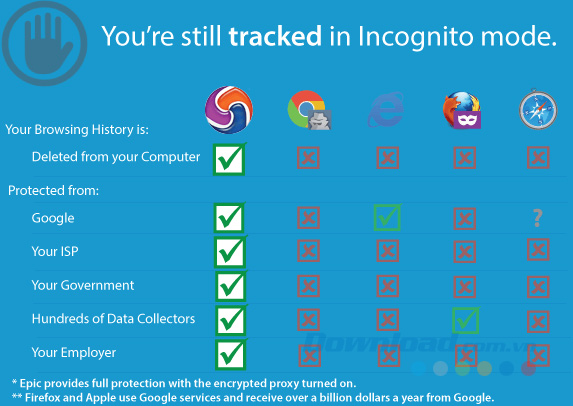 You're still tracked in Incognito mode.
Your Browsing History is:
Deleted from your Computer
Protected from:
Google
?
Your ISP
Your Government
Hundreds of Data Collectors
Your Employer
Download.com.vn
* Epic provides full protection with the encrypted proxy turned on.
** Firefox and Apple use Google services and receive over a billion dollars a year from Google.